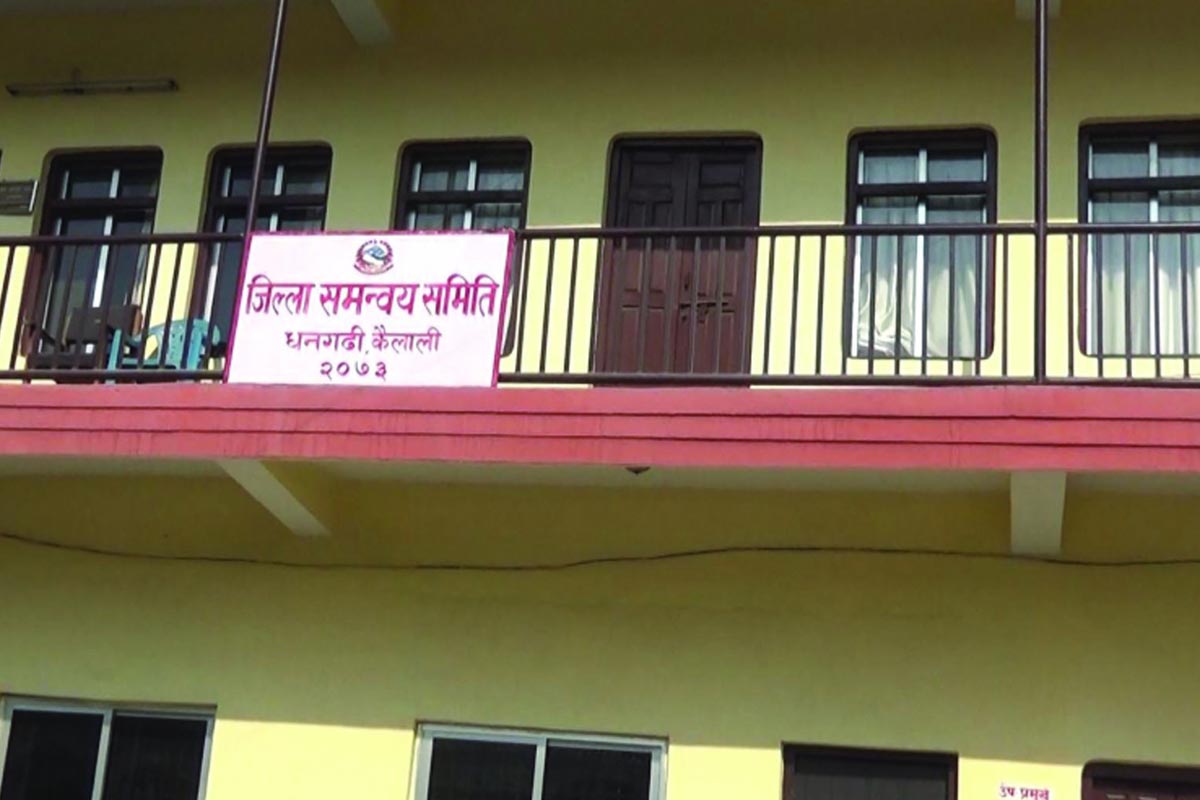 जिल्ला समन्वय समिति
धनगढी, कैलाली
२०७३
उप प्रमुख